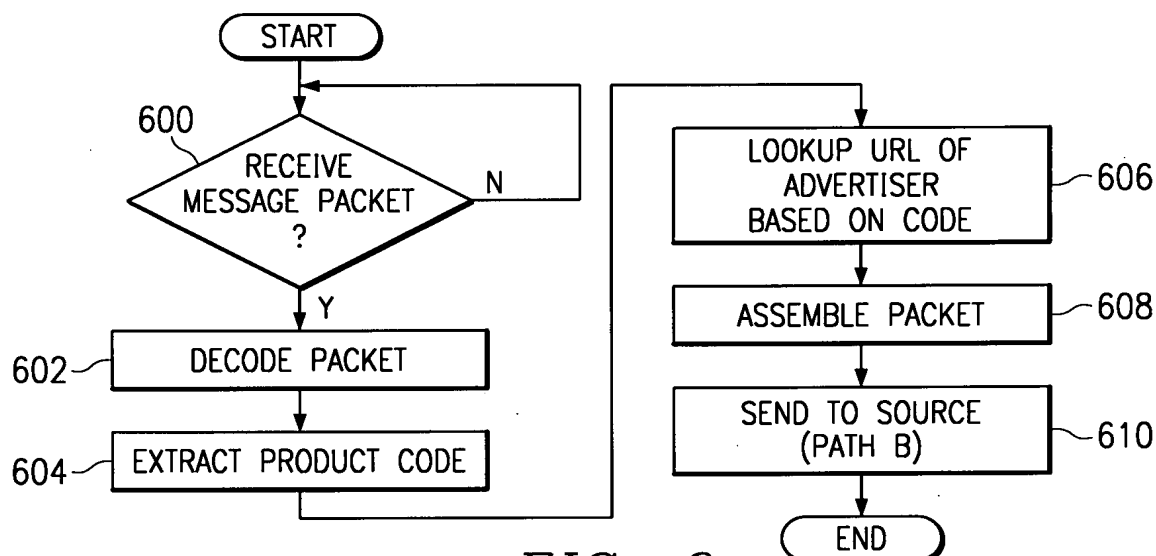 START
600
RECEIVE
MESSAGE PACKET
?
N
Y
602
DECODE PACKET
604
EXTRACT PRODUCT CODE
LOOKUP URL OF
ADVERTISER
BASED ON CODE
606
ASSEMBLE PACKET
608
SEND TO SOURCE
(PATH B)
610
END